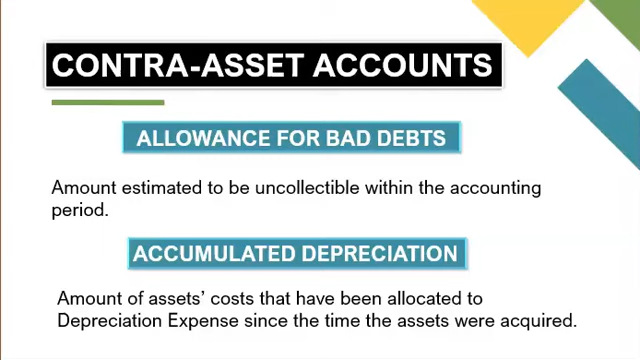 CONTRA-ASSET ACCOUNTS
ALLOWANCE FOR BAD DEBTS
Amount estimated to be uncollectible within the accounting
period.
ACCUMULATED DEPRECIATION
Amount of assets' costs that have been allocated to
Depreciation Expense since the time the assets were acquired.